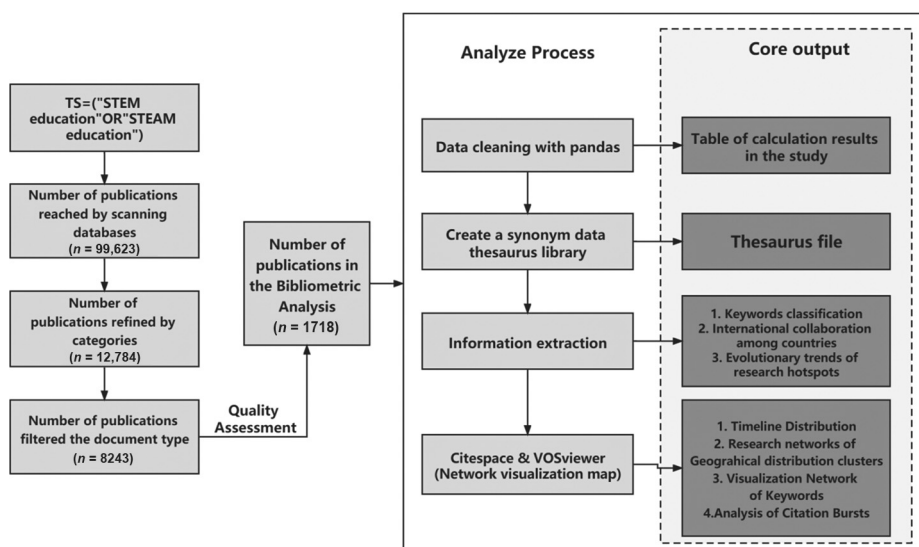 TS=("STEM
education"OR"STEAM
education")
Number of publications
reached by scanning
databases
(n = 99,623)
Number of
publications refined by
categories
(n = 12,784)
Number of publications
filtered the document type
(n = 8243)
Quality
Assessment
Number of
publications in
the Bibliometric
Analysis
(n = 1718)
Analyze Process
Data cleaning with pandas
Create a synonym data
thesaurus library
Information extraction
Citespace & VOSviewer
(Network visualization map)
Core output
Table of calculation results
in the study
Thesaurus file
1. Keywords classification
2. International collaboration
among countries
3. Evolutionary trends of
research hotspots
1. Timeline Distribution
2. Research networks of
Geograhical distribution clusters
3. Visualization Network
of Keywords
4.Analysis of Citation Bursts